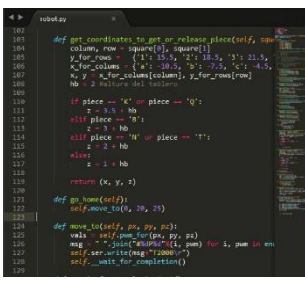 robot.py
102
103 def get_coordinates_to_get_or_release_piece(self, squ
104 column, row = square[0], square[1]
105 y_for_rows = {'1': 15.5, '2': 18.5, '3': 21.5,
106 x_for_colums = {'a': -10.5, 'b': -7.5, 'c': -4.5,
107 x, y = x_for_colums[column], y_for_rows[row]
108 hb = 2 #altura del tablero
109
110 if piece == 'K' or piece == 'Q':
111 z = 3.5 + hb
112 elif piece == 'B':
113 z = 3 + hb
114 elif piece == 'N' or piece == 'T':
115 z = 2 + hb
116 else:
117 z = 1 + hb
118
119 return (x, y, z)
120
121 def go_home(self):
122 self.move_to(0, 20, 25)
123
124 def move_to(self, px, py, pz):
125 vals = self.pwm_for(px, py, pz)
126 msg = " ".join("#%dP%d"%(i, pwm) for i, pwm in
127 self.ser.write(msg+"T2000\r")
128 self.__wait_for_completion()
129